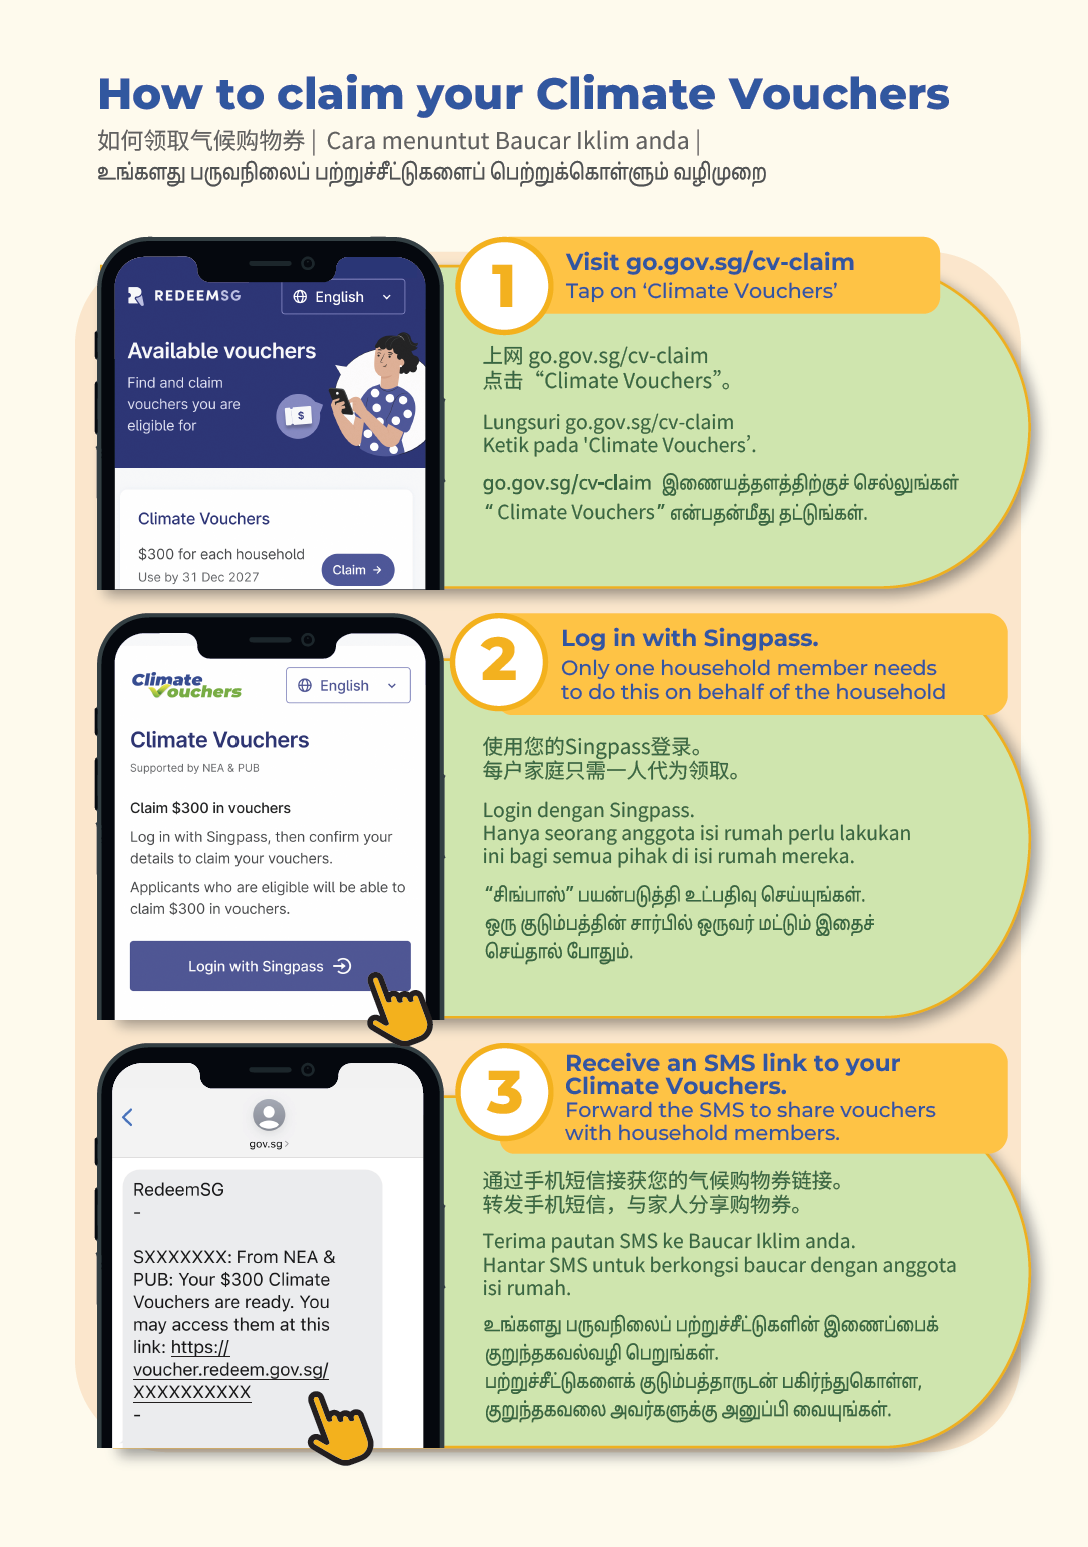 How to claim your Climate Vouchers
如何领取气候购物券 | Cara menuntut Baucar Iklim anda |
உங்களது பருவநிலைப் பற்றுச்சீட்டுகளைப் பெற்றுக்கொள்ளும் வழிமுறை
REDEEMSG
English
Available vouchers
Find and claim
vouchers you are
eligible for
$
Climate Vouchers
$300 for each household
Use by 31 Dec 2027
Claim →
1
Visit go.gov.sg/cv-claim
Tap on ‘Climate Vouchers’
上网 go.gov.sg/cv-claim
点击“Climate Vouchers”。
Lungsuri go.gov.sg/cv-claim
Ketik pada 'Climate Vouchers’.
go.gov.sg/cv-claim இணையத்தளத்திற்குச் செல்லுங்கள்
“ Climate Vouchers” என்பதன்மீது தட்டுங்கள்.
Climate
Vouchers
English
Climate Vouchers
Supported by NEA & PUB
Claim $300 in vouchers
Log in with Singpass, then confirm your
details to claim your vouchers.
Applicants who are eligible will be able to
claim $300 in vouchers.
Login with Singpass
2
Log in with Singpass.
Only one household member needs
to do this on behalf of the household
使用您的Singpass登录。
每户家庭只需一人代为领取。
Login dengan Singpass.
Hanya seorang anggota isi rumah perlu lakukan
ini bagi semua pihak di isi rumah mereka.
“சிங்பாஸ்” பயன்படுத்தி உட்பதிவு செய்யுங்கள்.
ஒரு குடும்பத்தின் சார்பில் ஒருவர் மட்டும் இதைச்
செய்தால் போதும்.
gov.sg
RedeemSG
-
SXXXXXXX: From NEA &
PUB: Your $300 Climate
Vouchers are ready. You
may access them at this
link: https://
voucher.redeem.gov.sg/
XXXXXXXXXX
-
3
Receive an SMS link to your
Climate Vouchers.
Forward the SMS to share vouchers
with household members.
通过手机短信接获您的气候购物券链接。
转发手机短信，与家人分享购物券。
Terima pautan SMS ke Baucar Iklim anda.
Hantar SMS untuk berkongsi baucar dengan anggota
isi rumah.
உங்களது பருவநிலைப் பற்றுச்சீட்டுகளின் இணைப்பைக்
குறுந்தகவல்வழி பெறுங்கள்.
பற்றுச்சீட்டுகளைக் குடும்பத்தாருடன் பகிர்ந்துகொள்ள,
குறுந்தகவலை அவர்களுக்கு அனுப்பி வையுங்கள்.